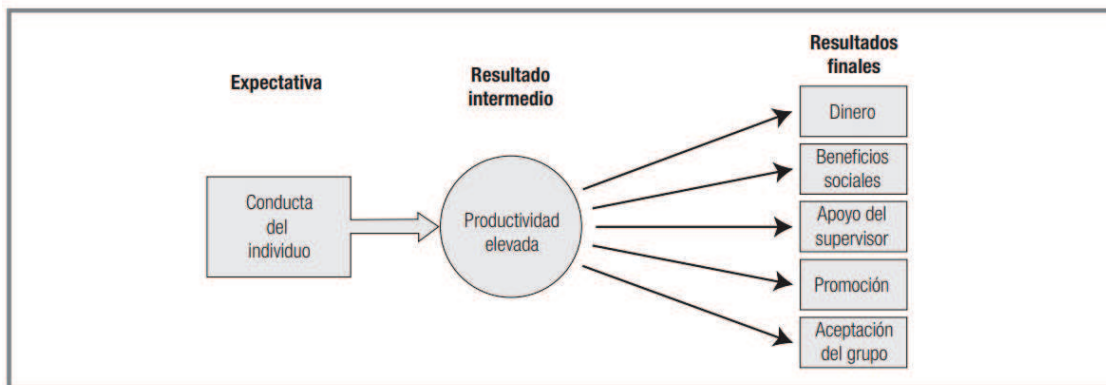 Expectativa
Resultado
intermedio
Resultados
finales
Conducta
del
individuo
Productividad
elevada
Dinero
Beneficios
sociales
Apoyo del
supervisor
Promoción
Aceptación
del grupo